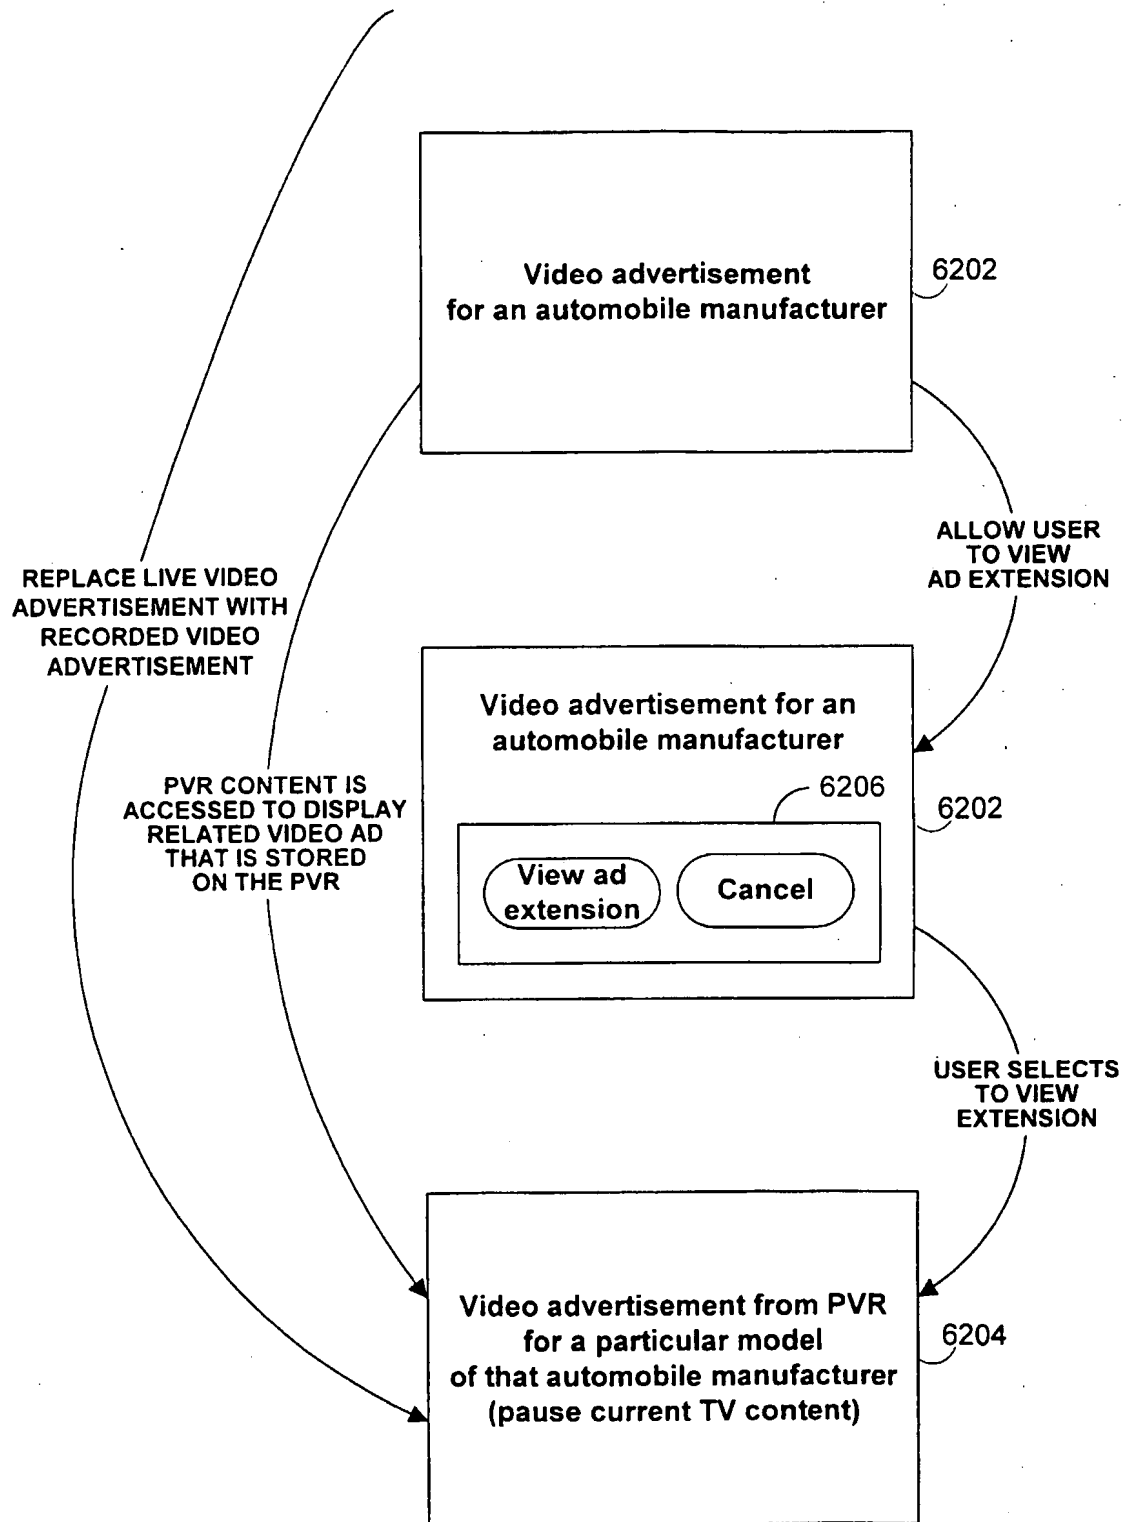 Video advertisement
for an automobile manufacturer
6202
ALLOW USER
TO VIEW
AD EXTENSION
REPLACE LIVE VIDEO
ADVERTISEMENT WITH
RECORDED VIDEO
ADVERTISEMENT
Video advertisement for an
automobile manufacturer
6206
6202
PVR CONTENT IS
ACCESSED TO DISPLAY
RELATED VIDEO AD
THAT IS STORED
ON THE PVR
View ad
extension
Cancel
USER SELECTS
TO VIEW
EXTENSION
Video advertisement from PVR
for a particular model
of that automobile manufacturer
(pause current TV content)
6204